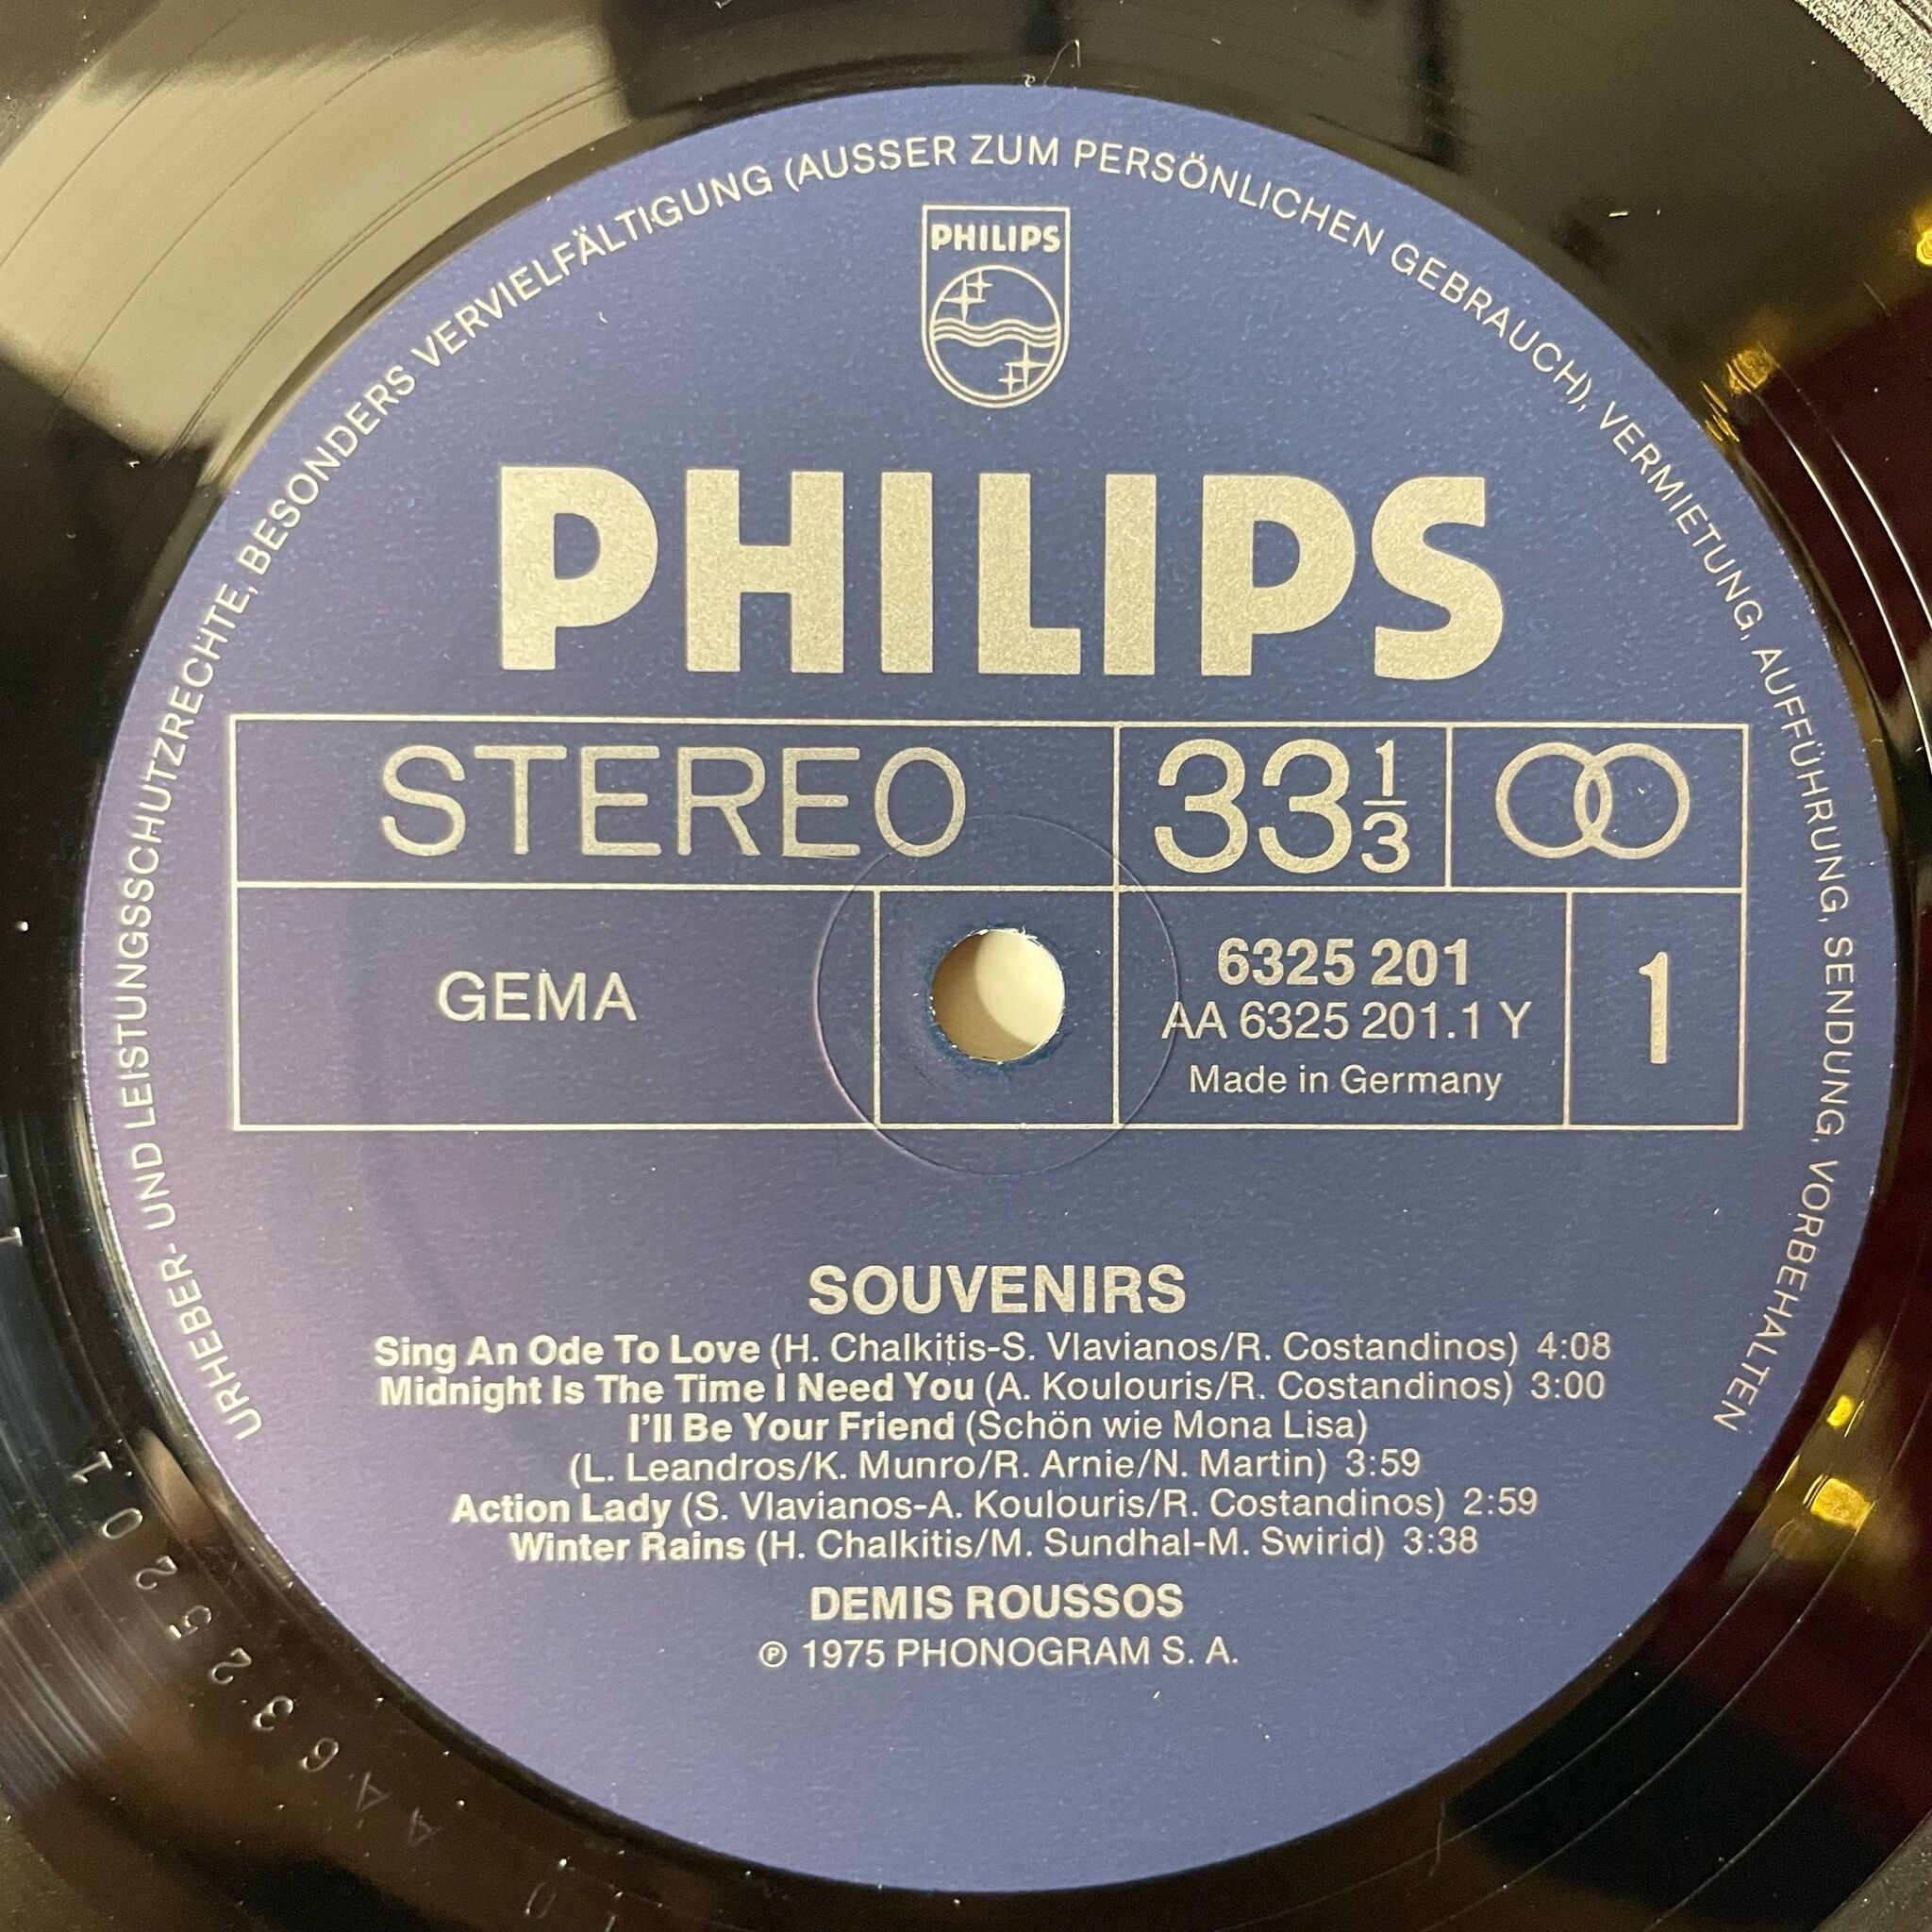 URHEBER- UND LEISTUNGSSCHUTZRECHTE, BESONDERS VERVIELFÄLTIGUNG (AUSSER ZUM PERSÖNLICHEN GEBRAUCH), VERMIETUNG, AUFFÜHRUNG, SENDUNG, VORBEHALTEN
PHILIPS
PHILIPS
STEREO
33 1/3
GEMA
6325 201
AA 6325 201.1 Y
Made in Germany
1
SOUVENIRS
Sing An Ode To Love (H. Chalkitis-S. Vlavianos/R. Costandinos) 4:08
Midnight Is The Time I Need You (A. Koulouris/R. Costandinos) 3:00
I'll Be Your Friend (Schön wie Mona Lisa)
(L. Leandros/K. Munro/R. Arnie/N. Martin) 3:59
Action Lady (S. Vlavianos-A. Koulouris/R. Costandinos) 2:59
Winter Rains (H. Chalkitis/M. Sundhal-M. Swirid) 3:38
DEMIS ROUSSOS
℗ 1975 PHONOGRAM S. A.
AA6325201